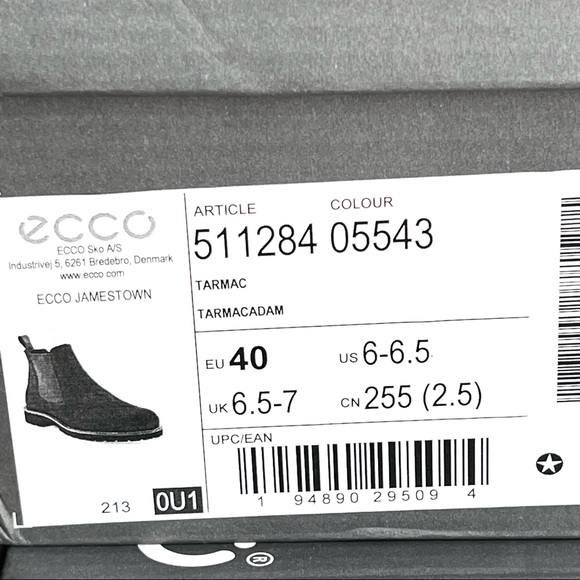 ecco
ECCO Sko A/S
Industrivej 5, 6261 Bredebro, Denmark
www.ecco.com
ECCO JAMESTOWN
213
0U1
ARTICLE COLOUR
511284 05543
TARMAC
TARMACADAM
EU 40 US 6-6.5
UK 6.5-7 CN 255 (2.5)
UPC/EAN
1 94890 29509 4
®